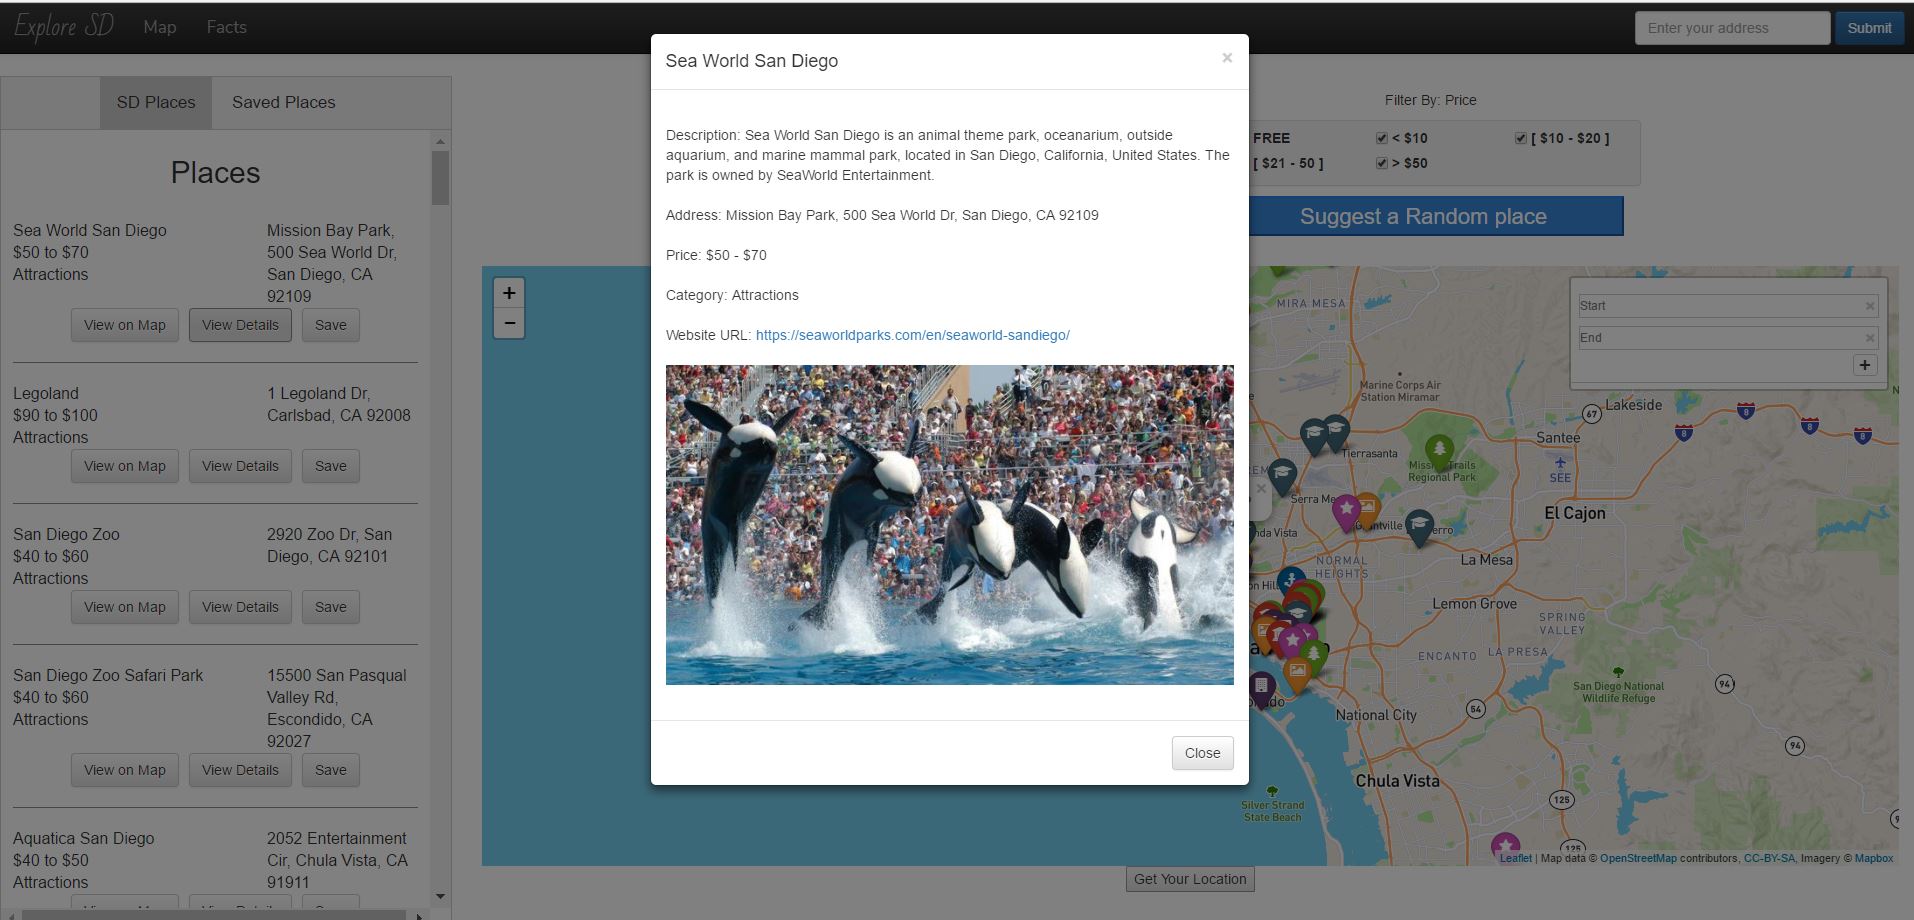 Explore SD
Map
Facts
Enter your address
Submit
SD Places
Saved Places
Places
Sea World San Diego
$50 to $70
Attractions
Mission Bay Park,
500 Sea World Dr,
San Diego, CA
92109
View on Map
View Details
Save
Legoland
$90 to $100
Attractions
1 Legoland Dr,
Carlsbad, CA 92008
View on Map
View Details
Save
San Diego Zoo
$40 to $60
Attractions
2920 Zoo Dr, San
Diego, CA 92101
View on Map
View Details
Save
San Diego Zoo Safari Park
$40 to $60
Attractions
15500 San Pasqual
Valley Rd,
Escondido, CA
92027
View on Map
View Details
Save
Aquatica San Diego
$40 to $50
Attractions
2052 Entertainment
Cir, Chula Vista, CA
91911
Sea World San Diego
×
Description: Sea World San Diego is an animal theme park, oceanarium, outside
aquarium, and marine mammal park, located in San Diego, California, United States. The
park is owned by SeaWorld Entertainment.
Address: Mission Bay Park, 500 Sea World Dr, San Diego, CA 92109
Price: $50 - $70
Category: Attractions
Website URL: https://seaworldparks.com/en/seaworld-sandiego/
Close
Filter By: Price
FREE
< $10
[ $10 - $20 ]
[ $21 - 50 ]
> $50
Suggest a Random place
+
−
Start
×
End
×
+
MIRA MESA
Marine Corps Air
Station Miramar
67
Lakeside
8
8
8
Santee
SEE
Tierrasanta
Trails
Regional Park
Serra
El Cajon
Vista
NORMAL
HEIGHTS
La Mesa
Lemon Grove
SPRING
VALLEY
ENCANTO
LA PRESA
San Diego National
Wildlife Refuge
94
54
National City
94
Chula Vista
125
Silver Strand
State Beach
125
Leaflet | Map data © OpenStreetMap contributors, CC-BY-SA, Imagery © Mapbox
Get Your Location